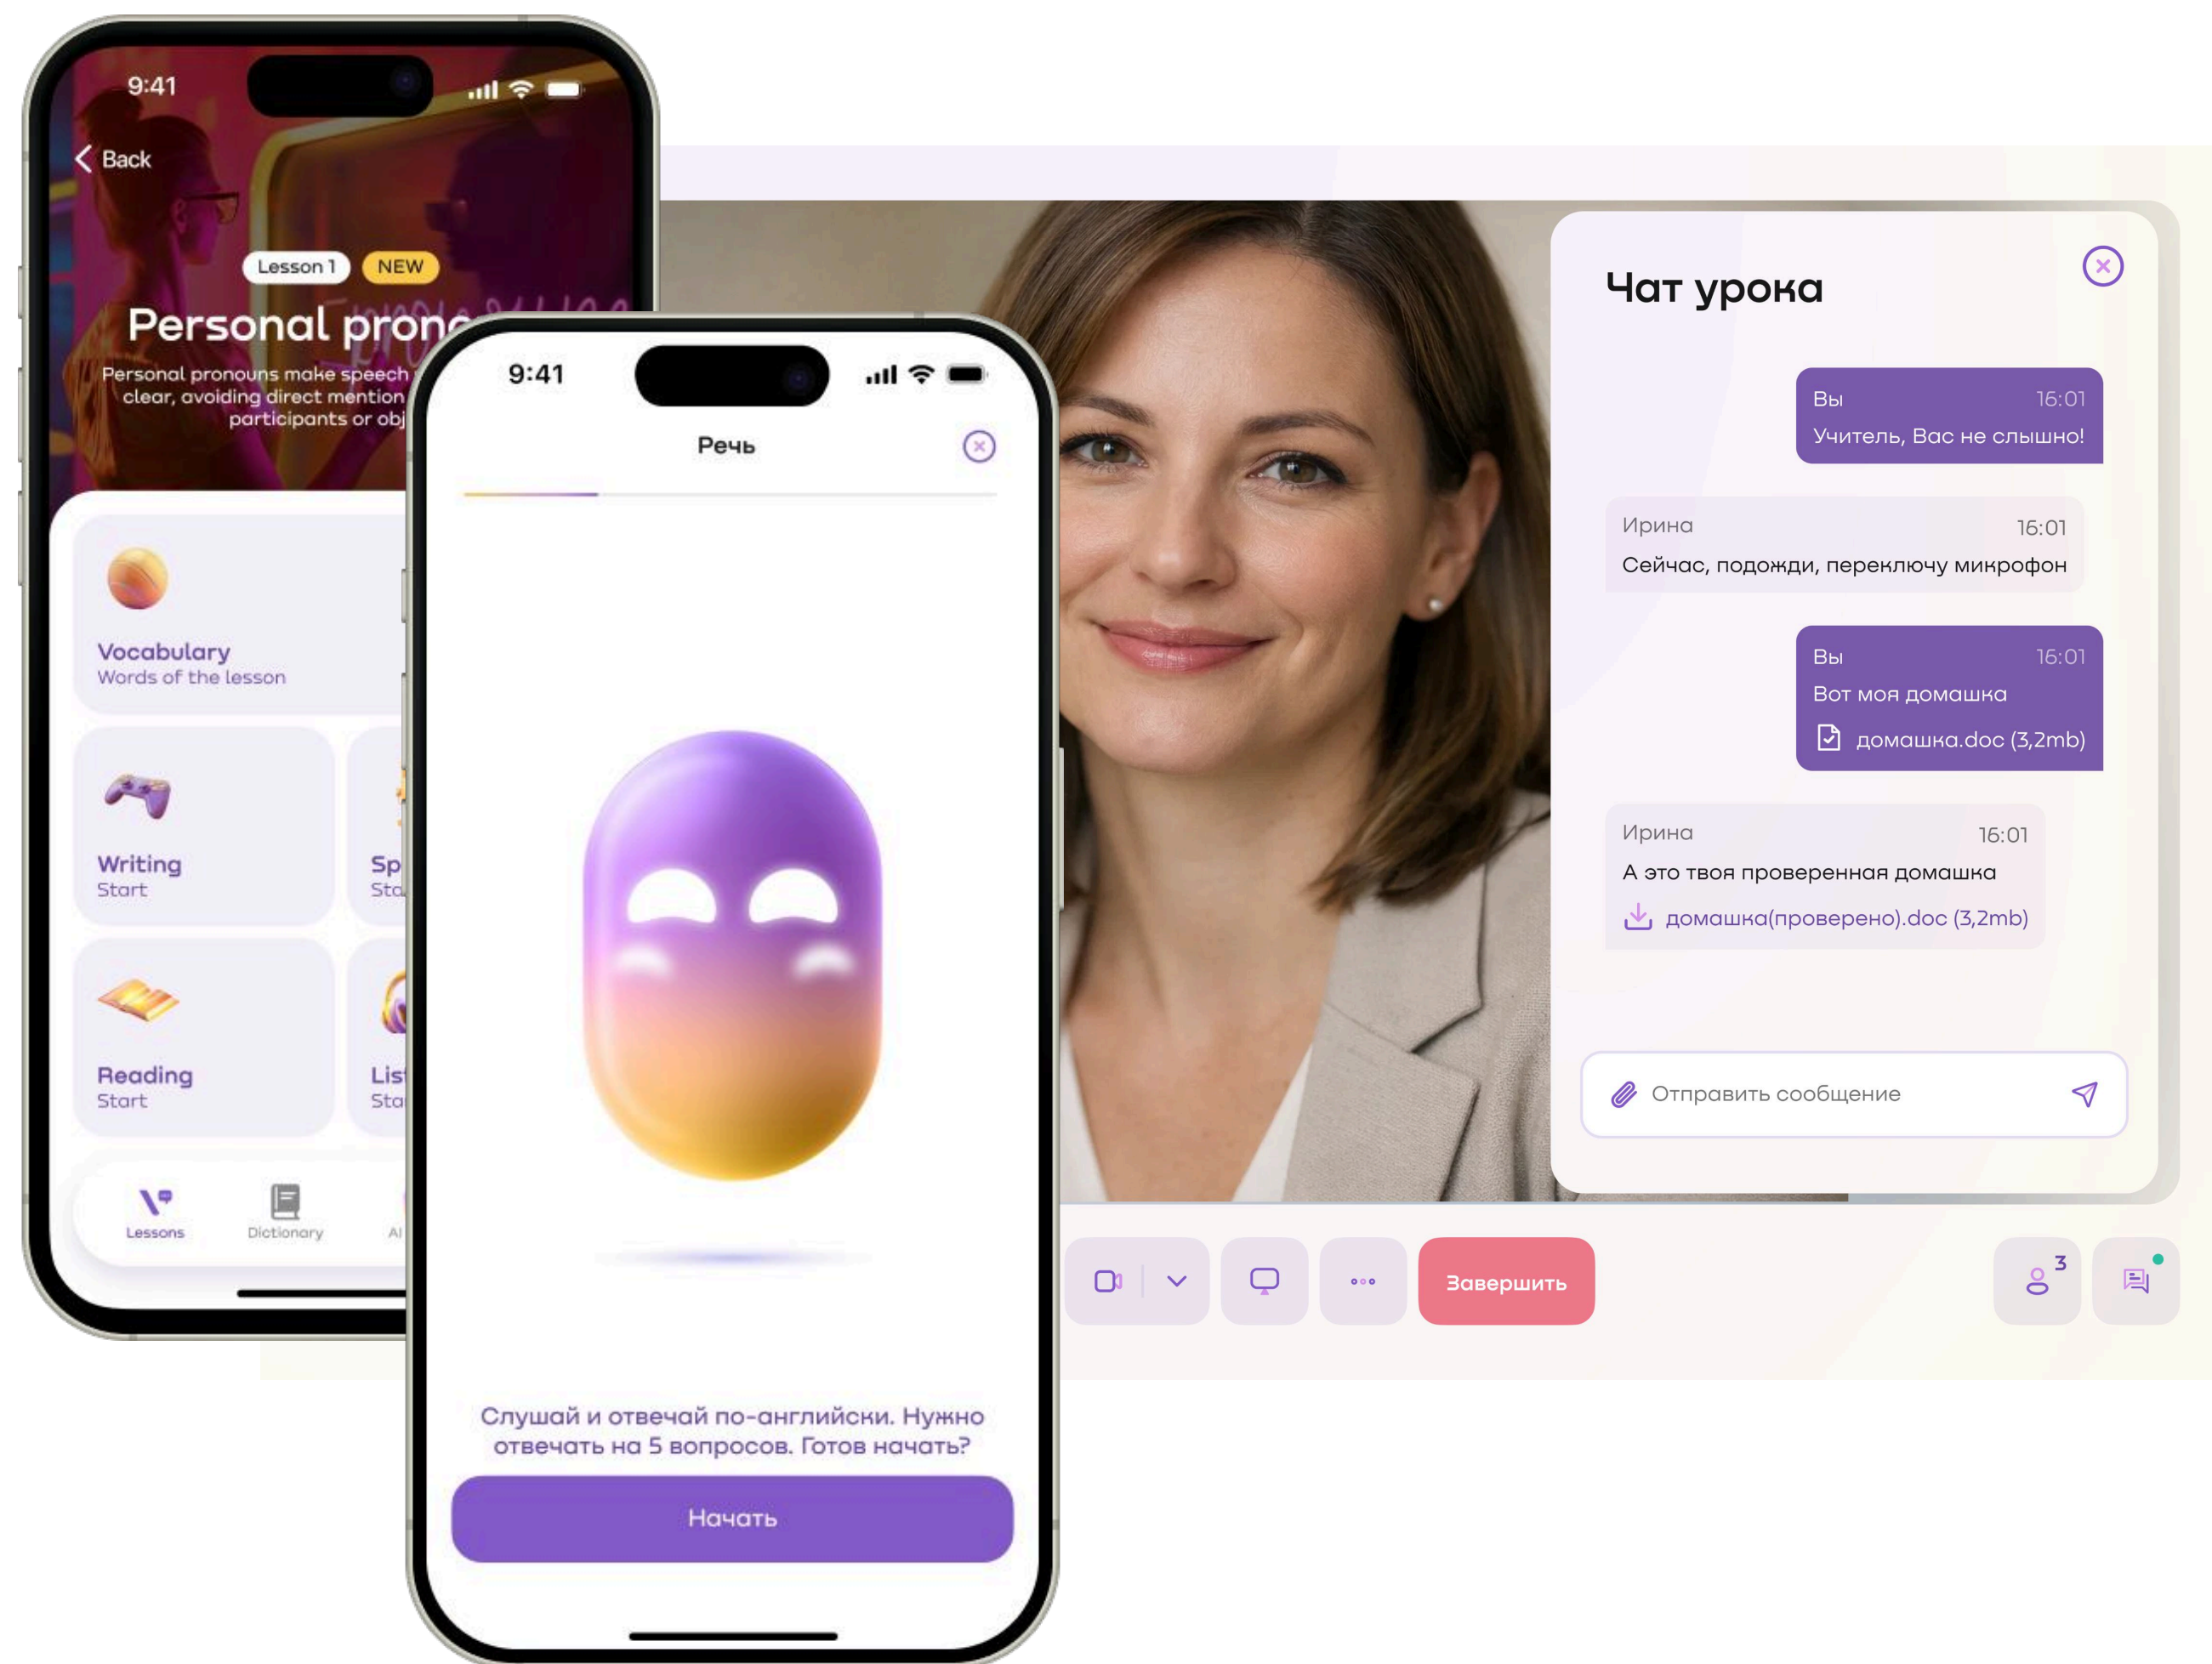 9:41
Back
Lesson 1 NEW
Personal
Personal pronouns make speech
clear, avoiding direct mention
participants or
Vocabulary
Words of the lesson
Writing
Start
Reading
Start
Lessons
Dictionary
AI
9:41
Речь
Слушай и отвечай по-английски. Нужно
отвечать на 5 вопросов. Готов начать?
Начать
Чат урока
Вы 16:01
Учитель, Вас не слышно!
Ирина 16:01
Сейчас, подожди, переключу микрофон
Вы 16:01
Вот моя домашка
домашка.doc (3,2mb)
Ирина 16:01
А это твоя проверенная домашка
домашка(проверено).doc (3,2mb)
Отправить сообщение
Завершить
3